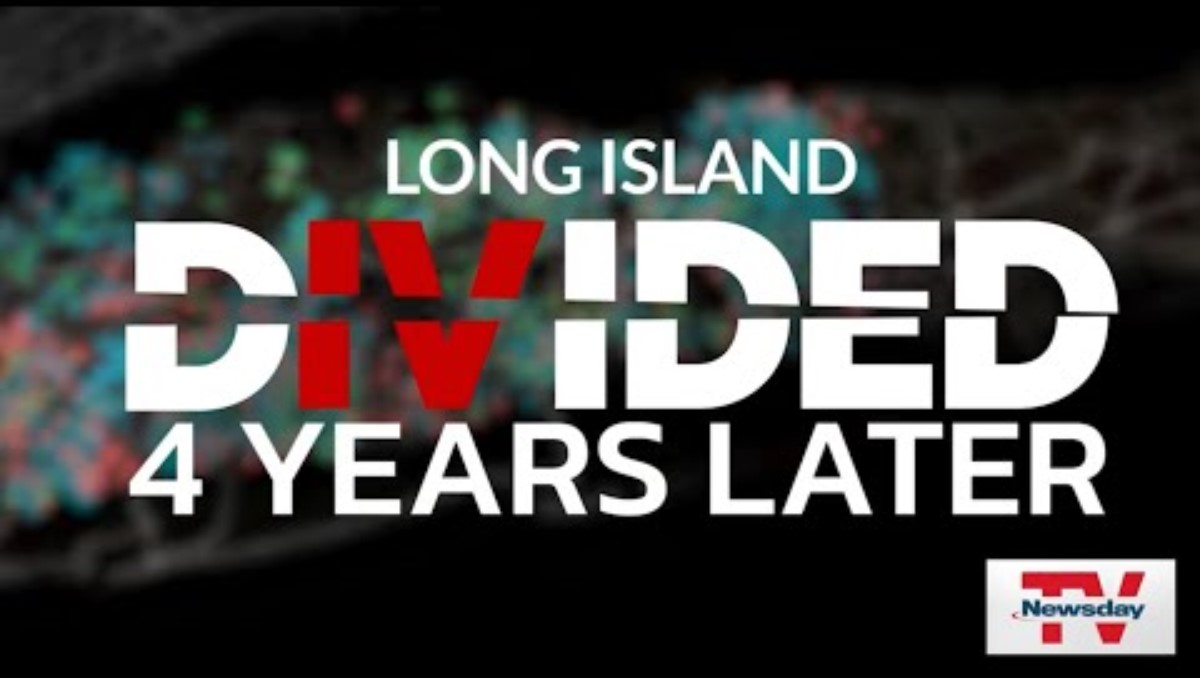 LONG ISLAND
DIVIDED
4 YEARS LATER
TV
Newsday